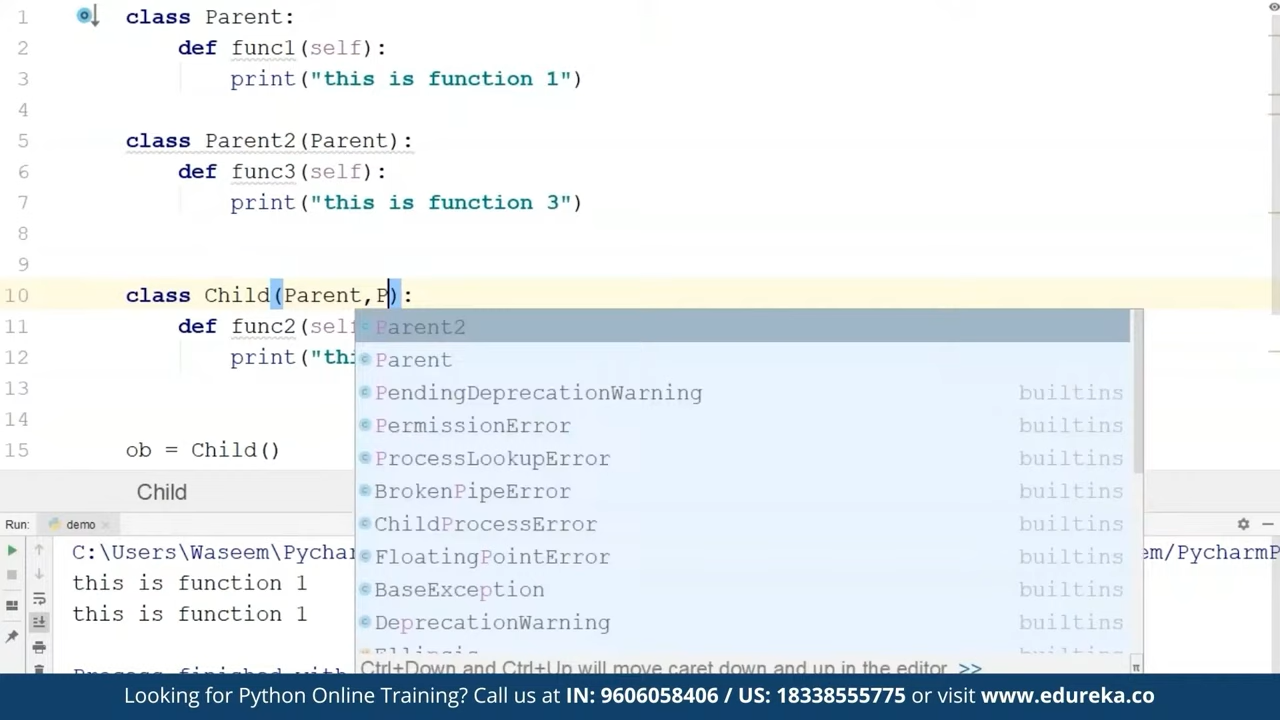 1 class Parent:
2 def func1(self):
3 print("this is function 1")
4
5 class Parent2(Parent):
6 def func3(self):
7 print("this is function 3")
8
9
10 class Child(Parent,P):
11 def func2(self
12 print("thi
13
14
15 ob = Child()
Parent2
Parent
PendingDeprecationWarning builtins
PermissionError builtins
ProcessLookupError builtins
BrokenPipeError builtins
ChildProcessError builtins
FloatingPointError builtins
BaseException builtins
DeprecationWarning builtins
Ellipsis
Ctrl+Down and Ctrl+Up will move caret down and up in the editor >>
Child
Run: demo
C:\Users\Waseem\Pychar em/PycharmP
this is function 1
this is function 1
Process finished with
Looking for Python Online Training? Call us at IN: 9606058406 / US: 18338555775 or visit www.edureka.co